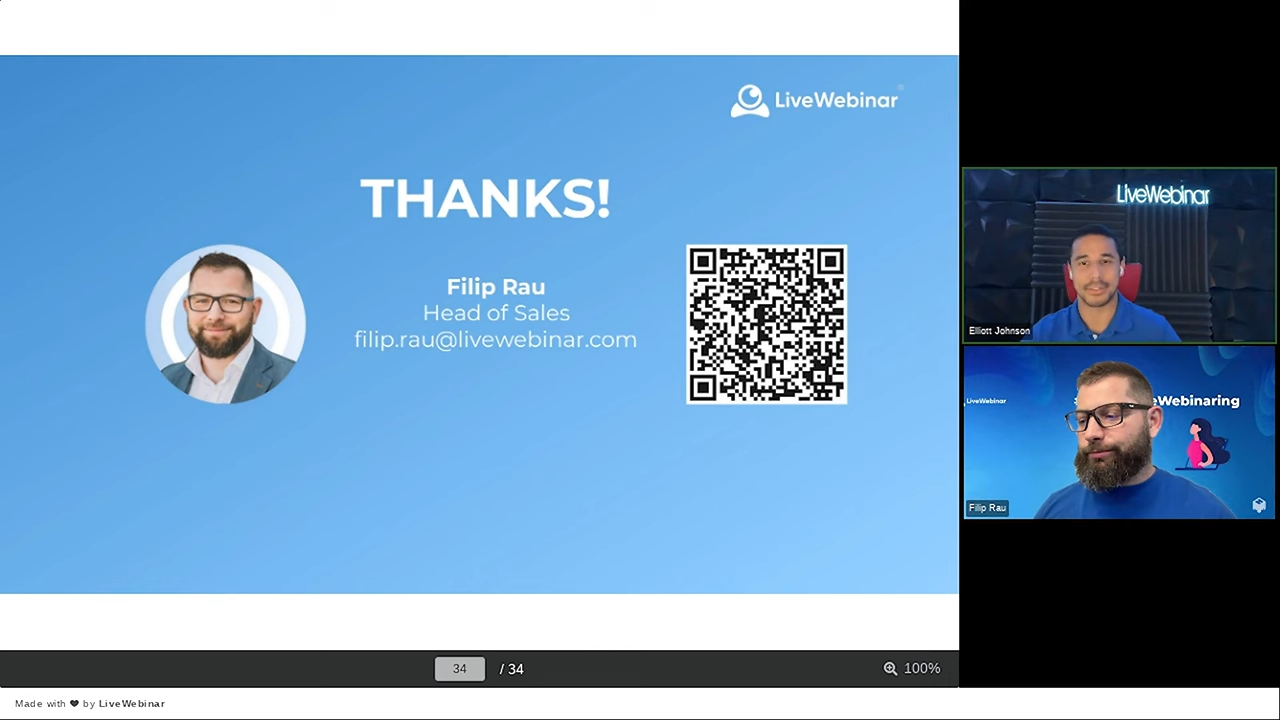 LiveWebinar
THANKS!
Filip Rau
Head of Sales
filip.rau@livewebinar.com
34 / 34
100%
LiveWebinar
Elliott Johnson
LiveWebinar
eWebinaring
Filip Rau
Made with ❤ by LiveWebinar